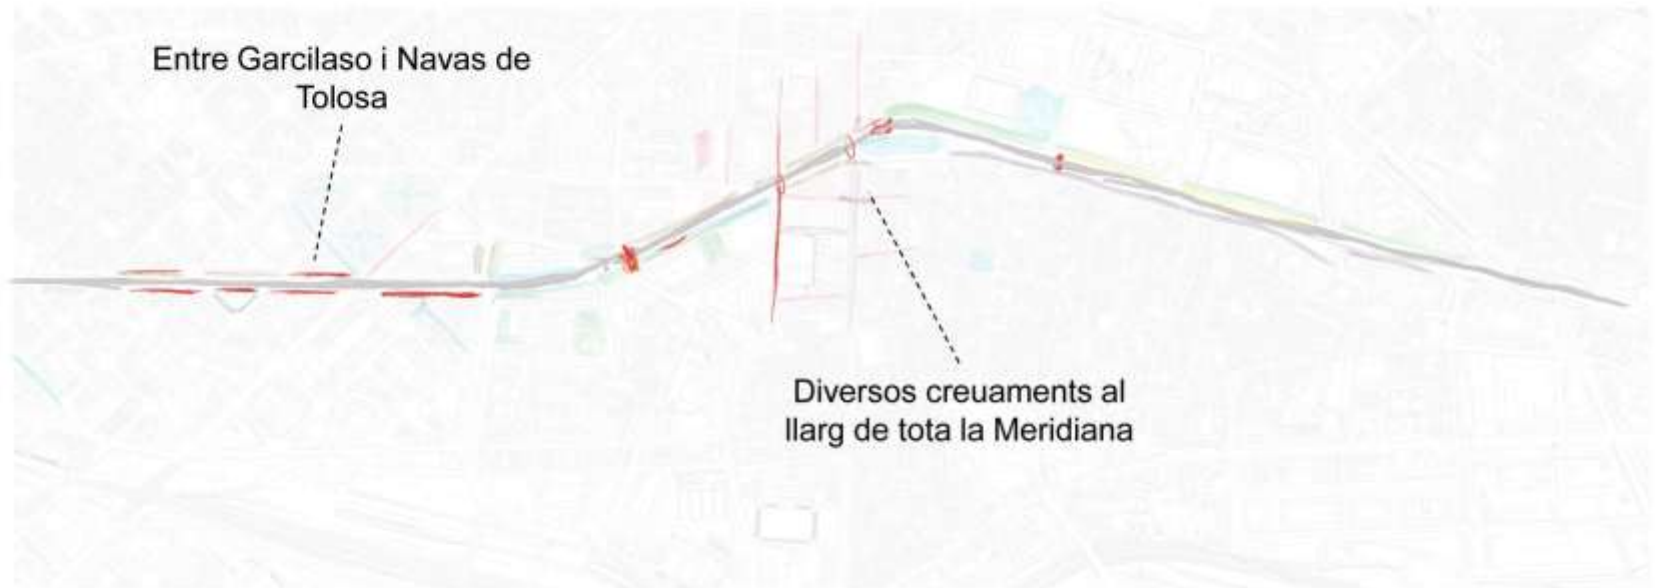 Entre Garcilaso i Navas de
Tolosa
Diversos creuaments al
llarg de tota la Meridiana